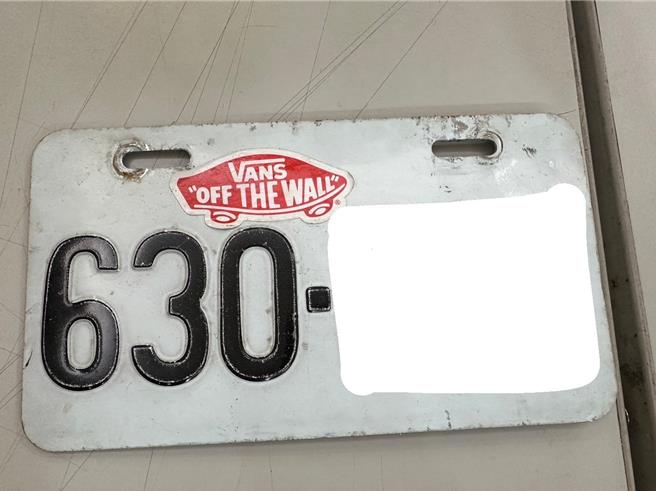 VANS
"OFF THE WALL"
630-